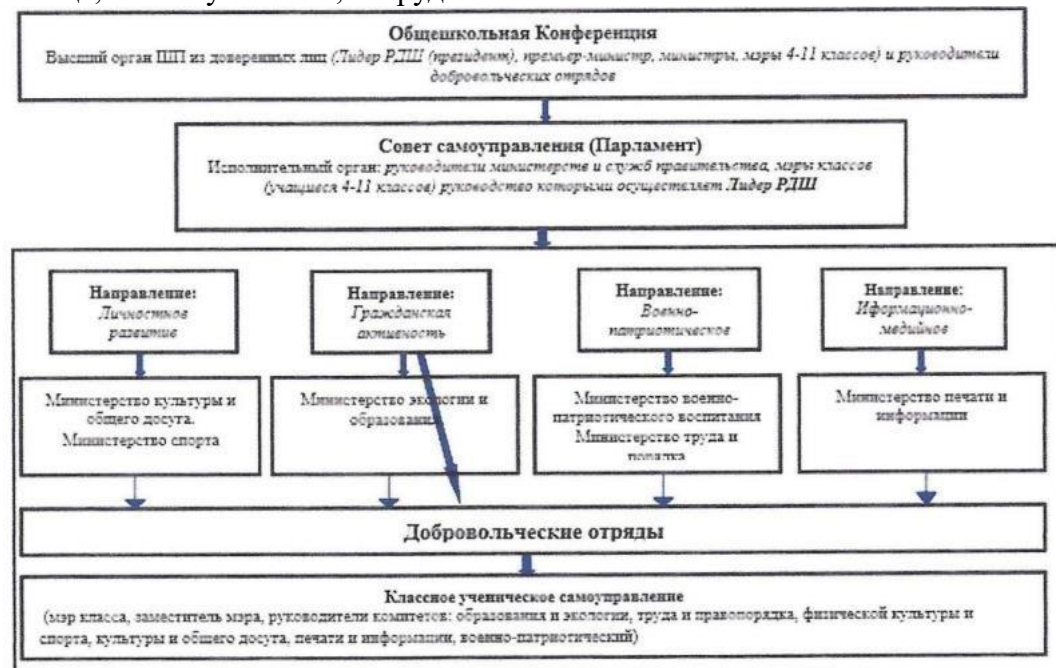 Общешкольная Конференция
Высший орган ШП из доверенных лиц (Лидер РДШ (президент), премьер-министр, министры, мэры 4-11 классов) и руководители
добровольческих отрядов
Совет самоуправления (Парламент)
Исполнительный орган: руководители министерств и служб правительства, мэры классов
(учащиеся 4-11 классов) руководство которыми осуществляет Лидер РДШ
Направление:
Личностное
развитие
Направление:
Гражданская
активность
Направление:
Военно-
патриотическое
Направление:
Иформационно-
медийное
Министерство культуры и
общего досуга.
Министерство спорта
Министерство экологии и
образования
Министерство военно-
патриотического воспитания
Министерство труда и
порядка
Министерство печати и
информации
Добровольческие отряды
Классное ученическое самоуправление
(мэр класса, заместитель мэра, руководители комитетов: образования и экологии, труда и правопорядка, физической культуры и
спорта, культуры и общего досуга, печати и информации, военно-патриотический)